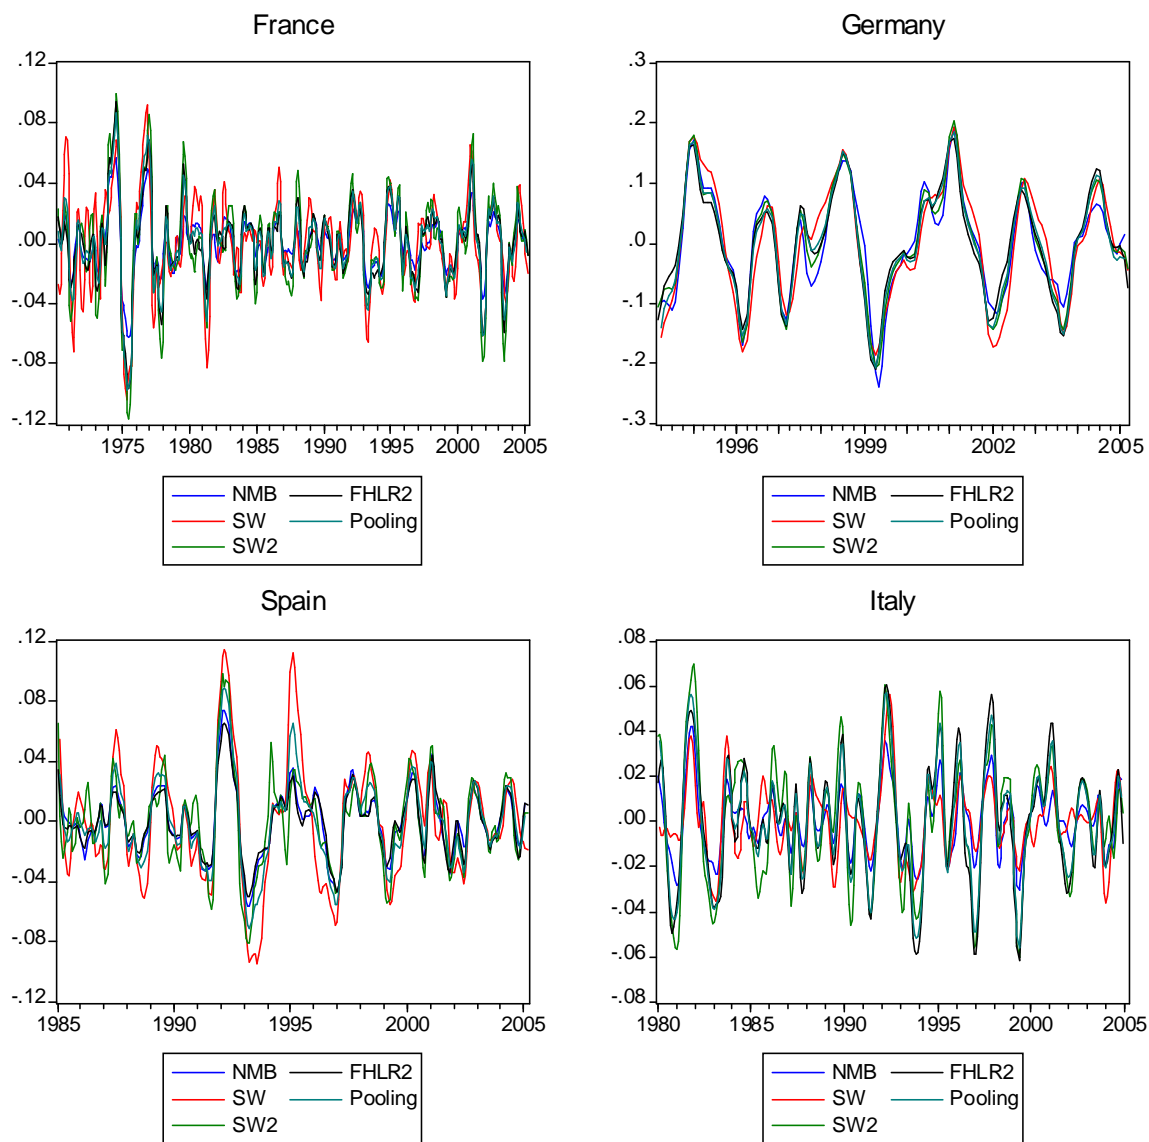 France
.12
.08
.04
.00
-.04
-.08
-.12
1975 1980 1985 1990 1995 2000 2005
NMB FHLR2
SW Pooling
SW2
Germany
.3
.2
.1
.0
-.1
-.2
-.3
1996 1999 2002 2005
NMB FHLR2
SW Pooling
SW2
Spain
.12
.08
.04
.00
-.04
-.08
-.12
1985 1990 1995 2000 2005
NMB FHLR2
SW Pooling
SW2
Italy
.08
.06
.04
.02
.00
-.02
-.04
-.06
-.08
1980 1985 1990 1995 2000 2005
NMB FHLR2
SW Pooling
SW2